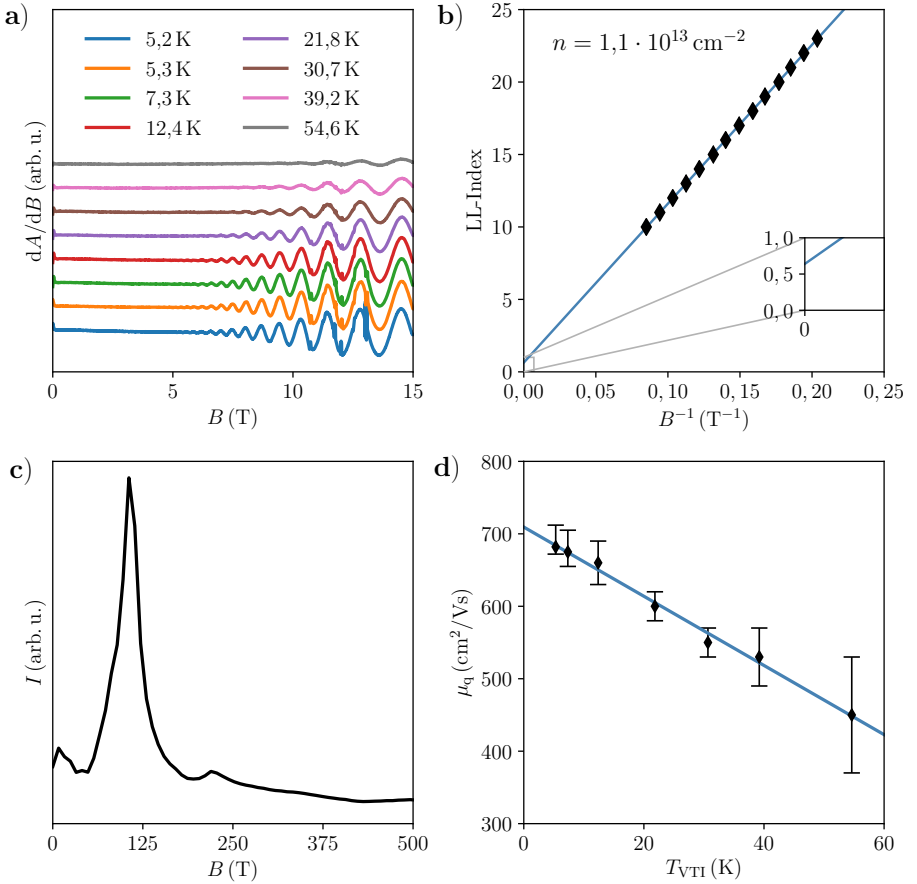 a)
5,2 K
5,3 K
7,3 K
12,4 K
21,8 K
30,7 K
39,2 K
54,6 K
dA/dB (arb. u.)
0 5 10 15
B (T)
b)
n = 1,1 · 10¹³ cm⁻²
LL-Index
25
20
15
10
5
0
1,0
0,5
0,0
0
0,00 0,05 0,10 0,15 0,20 0,25
B⁻¹ (T⁻¹)
c)
I (arb. u.)
0 125 250 375 500
B (T)
d)
μq (cm²/Vs)
800
700
600
500
400
300
0 20 40 60
TVTI (K)